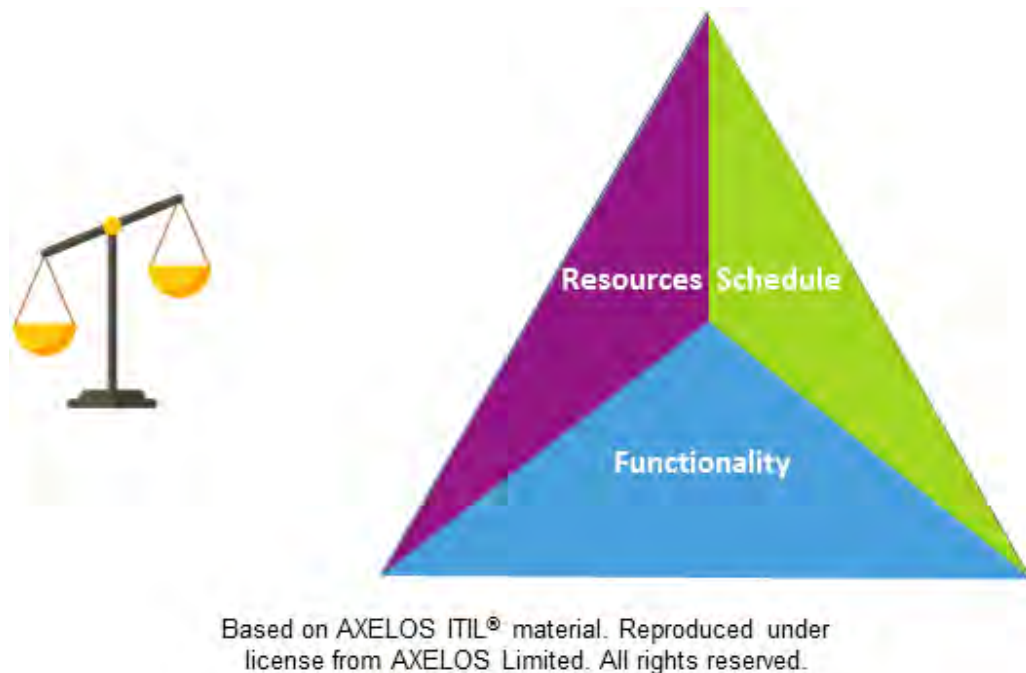 Resources Schedule
Functionality
Based on AXELOS ITIL® material. Reproduced under
license from AXELOS Limited. All rights reserved.